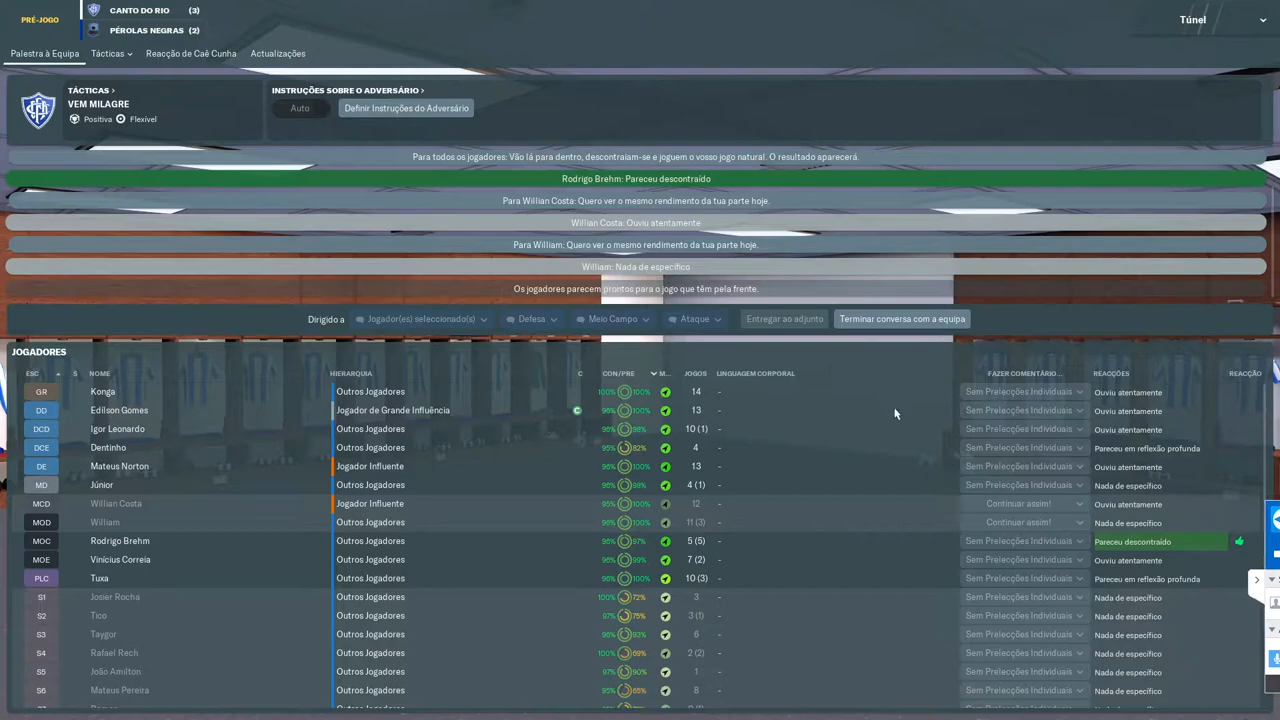 PRÉ-JOGO
CANTO DO RIO (3)
PÉROLAS NEGRAS (2)
Túnel
Palestra à Equipa Tácticas Reacção de Caê Cunha Actualizações
TÁCTICAS >
VEM MILAGRE
Positiva Flexível
INSTRUÇÕES SOBRE O ADVERSÁRIO >
Auto Definir Instruções do Adversário
Para todos os jogadores: Vão lá para dentro, descontraiam-se e joguem o vosso jogo natural. O resultado aparecerá.
Rodrigo Brehm: Pareceu descontraído
Para Willian Costa: Quero ver o mesmo rendimento da tua parte hoje.
Willian Costa: Ouviu atentamente
Para William: Quero ver o mesmo rendimento da tua parte hoje.
William: Nada de específico
Os jogadores parecem prontos para o jogo que têm pela frente.
Dirigido a Jogador(es) seleccionado(s) Defesa Meio Campo Ataque Entregar ao adjunto Terminar conversa com a equipa
JOGADORES
ESC S NOME HIERARQUIA C CON/PRE M... JOGOS LINGUAGEM CORPORAL FAZER COMENTÁRIO... REACÇÕES REACÇÃO
GR Konga Outros Jogadores 100% 100% 14 - Sem Prelecções Individuais Ouviu atentamente
DD Edílson Gomes Jogador de Grande Influência C 96% 100% 13 - Sem Prelecções Individuais Ouviu atentamente
DCD Igor Leonardo Outros Jogadores 96% 98% 10 (1) - Sem Prelecções Individuais Ouviu atentamente
DCE Dentinho Outros Jogadores 95% 82% 4 - Sem Prelecções Individuais Pareceu em reflexão profunda
DE Mateus Norton Jogador Influente 96% 100% 13 - Sem Prelecções Individuais Ouviu atentamente
MD Júnior Outros Jogadores 96% 98% 4 (1) - Sem Prelecções Individuais Nada de específico
MCD Willian Costa Jogador Influente 95% 100% 12 - Continuar assim! Ouviu atentamente
MOD William Outros Jogadores 96% 100% 11 (3) - Continuar assim! Nada de específico
MOC Rodrigo Brehm Outros Jogadores 96% 97% 5 (5) - Sem Prelecções Individuais Pareceu descontraído
MOE Vinícius Correia Outros Jogadores 96% 99% 7 (2) - Sem Prelecções Individuais Ouviu atentamente
PLC Tuxa Outros Jogadores 96% 100% 10 (3) - Sem Prelecções Individuais Pareceu em reflexão profunda
S1 Josier Rocha Outros Jogadores 100% 72% 3 - Sem Prelecções Individuais Nada de específico
S2 Tico Outros Jogadores 97% 75% 3 (1) - Sem Prelecções Individuais Nada de específico
S3 Taygor Outros Jogadores 96% 93% 6 - Sem Prelecções Individuais Nada de específico
S4 Rafael Rech Outros Jogadores 100% 69% 2 (2) - Sem Prelecções Individuais Nada de específico
S5 João Amílton Outros Jogadores 97% 90% 1 - Sem Prelecções Individuais Nada de específico
S6 Mateus Pereira Outros Jogadores 95% 65% 8 - Sem Prelecções Individuais Nada de específico